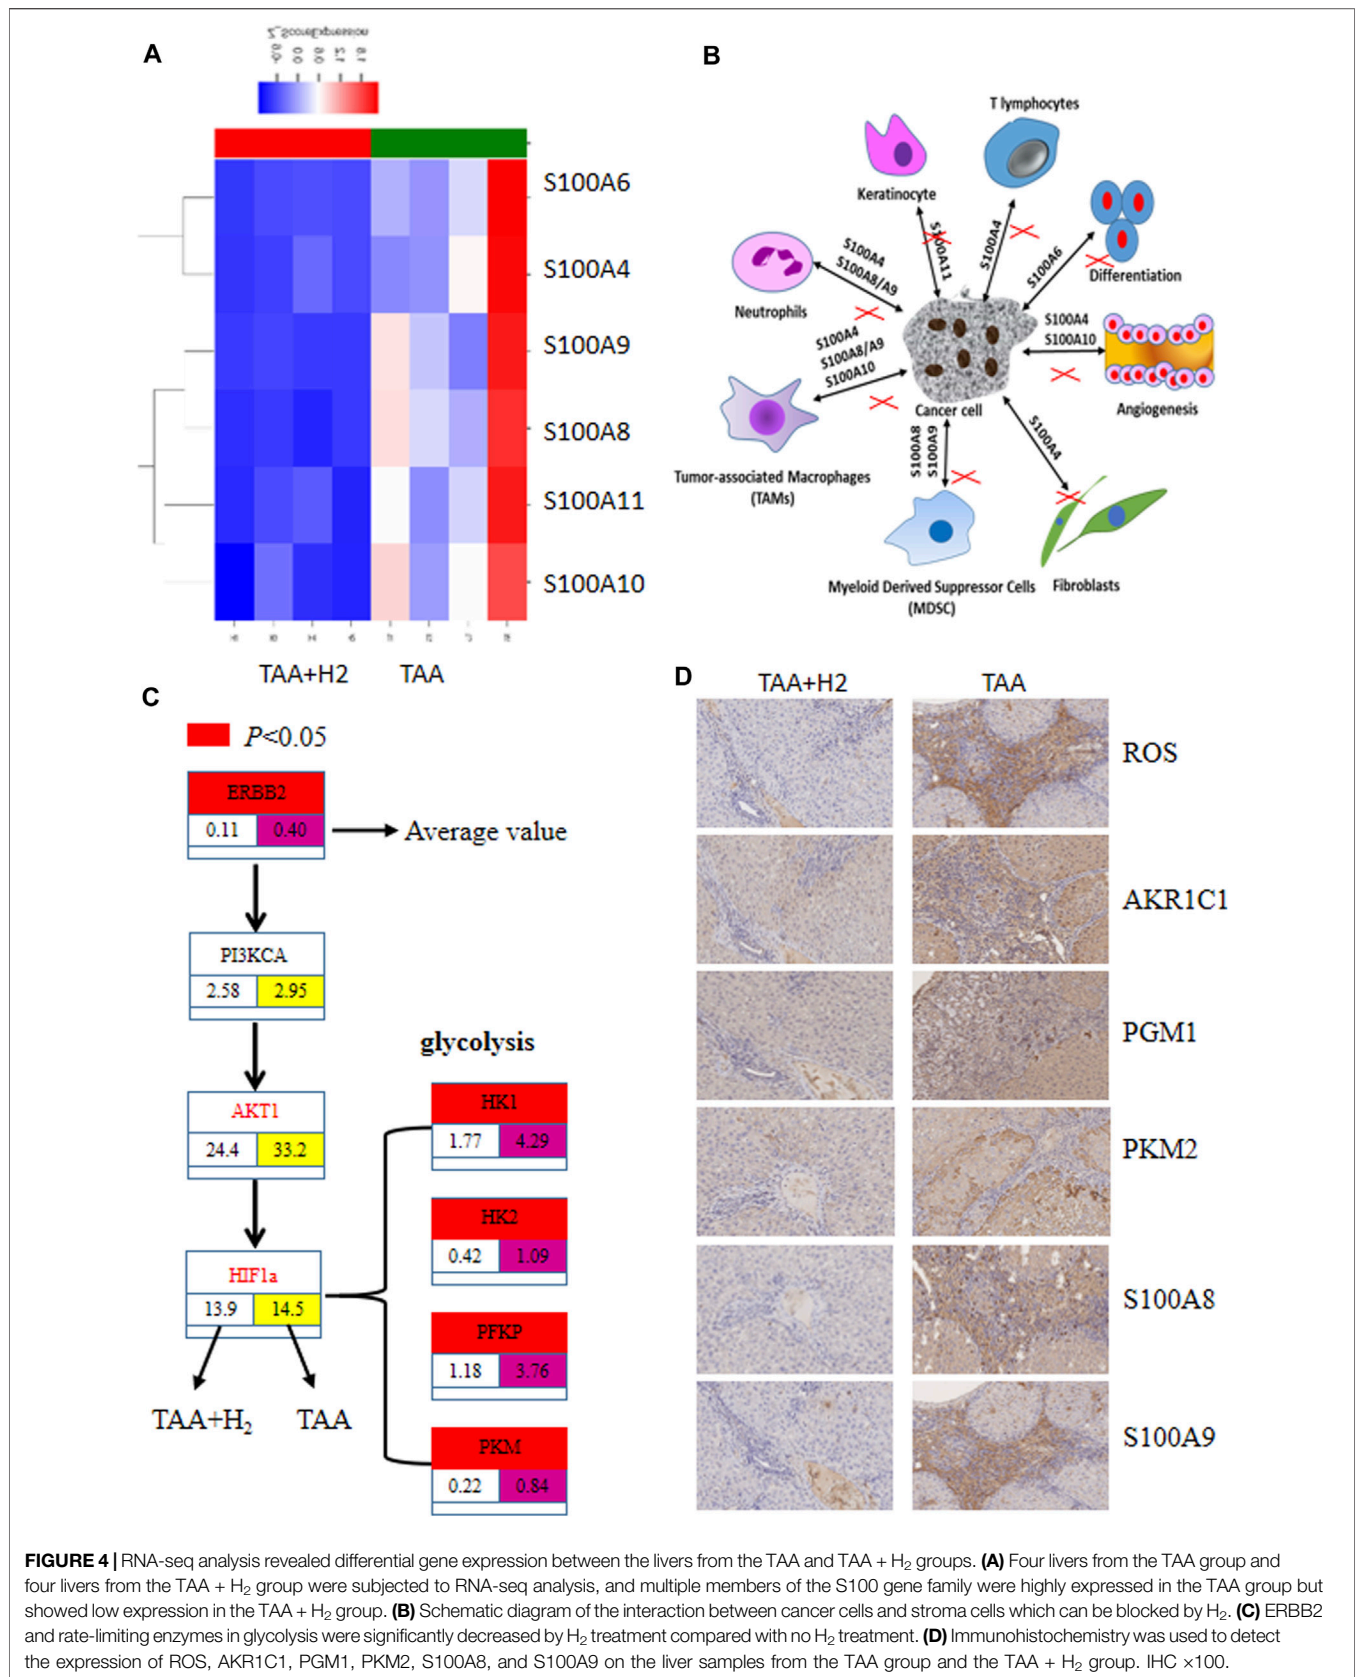 A
Z_ScoreExpression
-0.6 0.0 0.6 1.2 1.8
S100A6
S100A4
S100A9
S100A8
S100A11
S100A10
TAA+H2 TAA
B
T lymphocytes
Keratinocyte
Differentiation
Neutrophils
Angiogenesis
Cancer cell
Tumor-associated Macrophages
(TAMs)
Myeloid Derived Suppressor Cells
(MDSC)
Fibroblasts
S100A11
S100A4
S100A6
S100A4
S100A8/A9
S100A4
S100A10
S100A4
S100A8/A9
S100A10
S100A8
S100A9
S100A4
C
P<0.05
ERBB2
0.11 0.40
Average value
PI3KCA
2.58 2.95
AKT1
24.4 33.2
HIF1a
13.9 14.5
TAA+H2 TAA
glycolysis
HK1
1.77 4.29
HK2
0.42 1.09
PFKP
1.18 3.76
PKM
0.22 0.84
D
TAA+H2 TAA
ROS
AKR1C1
PGM1
PKM2
S100A8
S100A9
FIGURE 4 | RNA-seq analysis revealed differential gene expression between the livers from the TAA and TAA + H2 groups. (A) Four livers from the TAA group and
four livers from the TAA + H2 group were subjected to RNA-seq analysis, and multiple members of the S100 gene family were highly expressed in the TAA group but
showed low expression in the TAA + H2 group. (B) Schematic diagram of the interaction between cancer cells and stroma cells which can be blocked by H2. (C) ERBB2
and rate-limiting enzymes in glycolysis were significantly decreased by H2 treatment compared with no H2 treatment. (D) Immunohistochemistry was used to detect
the expression of ROS, AKR1C1, PGM1, PKM2, S100A8, and S100A9 on the liver samples from the TAA group and the TAA + H2 group. IHC ×100.